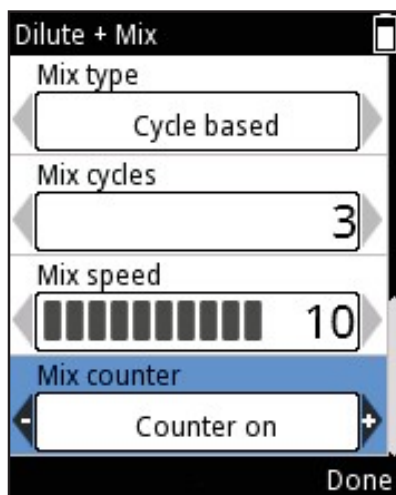 Dilute + Mix
Mix type
Cycle based
Mix cycles
3
Mix speed
10
Mix counter
- Counter on +
Done